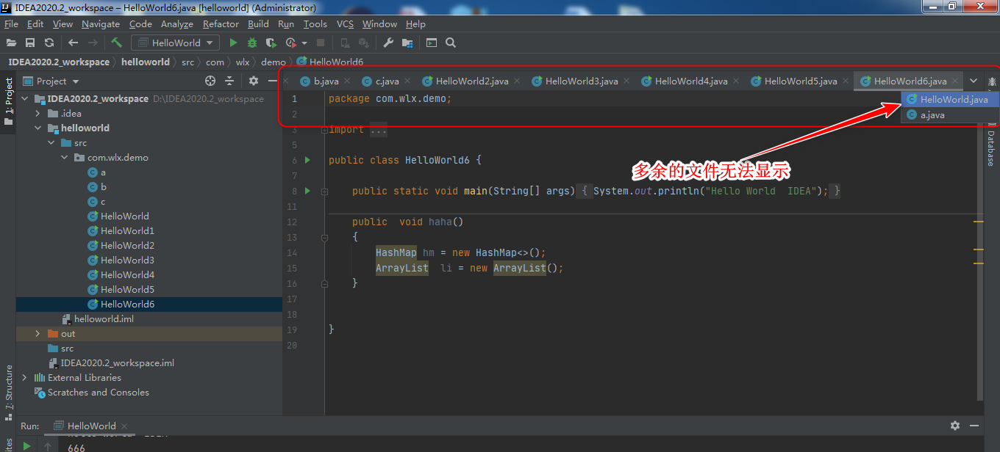 IDEA2020.2_workspace – HelloWorld6.java [helloworld] (Administrator)
File Edit View Navigate Code Analyze Refactor Build Run Tools VCS Window Help
HelloWorld
IDEA2020.2_workspace helloworld src com wlx demo HelloWorld6
1: Project
Project
b.java c.java HelloWorld2.java HelloWorld3.java HelloWorld4.java HelloWorld5.java HelloWorld6.java
HelloWorld.java
a.java
IDEA2020.2_workspace D:\IDEA2020.2_workspace
.idea
helloworld
src
com.wlx.demo
a
b
c
HelloWorld
HelloWorld1
HelloWorld2
HelloWorld3
HelloWorld4
HelloWorld5
HelloWorld6
helloworld.iml
out
src
IDEA2020.2_workspace.iml
External Libraries
Scratches and Consoles
1 package com.wlx.demo;
2
3 import ...
5
6 public class HelloWorld6 {
多余的文件无法显示
7
8 public static void main(String[] args) { System.out.println("Hello World  IDEA"); }
11
12 public  void haha()
13 {
14 HashMap hm = new HashMap<>();
15 ArrayList  li = new ArrayList();
16 }
17
18
19 }
20
Database
7: Structure
Run: HelloWorld
666